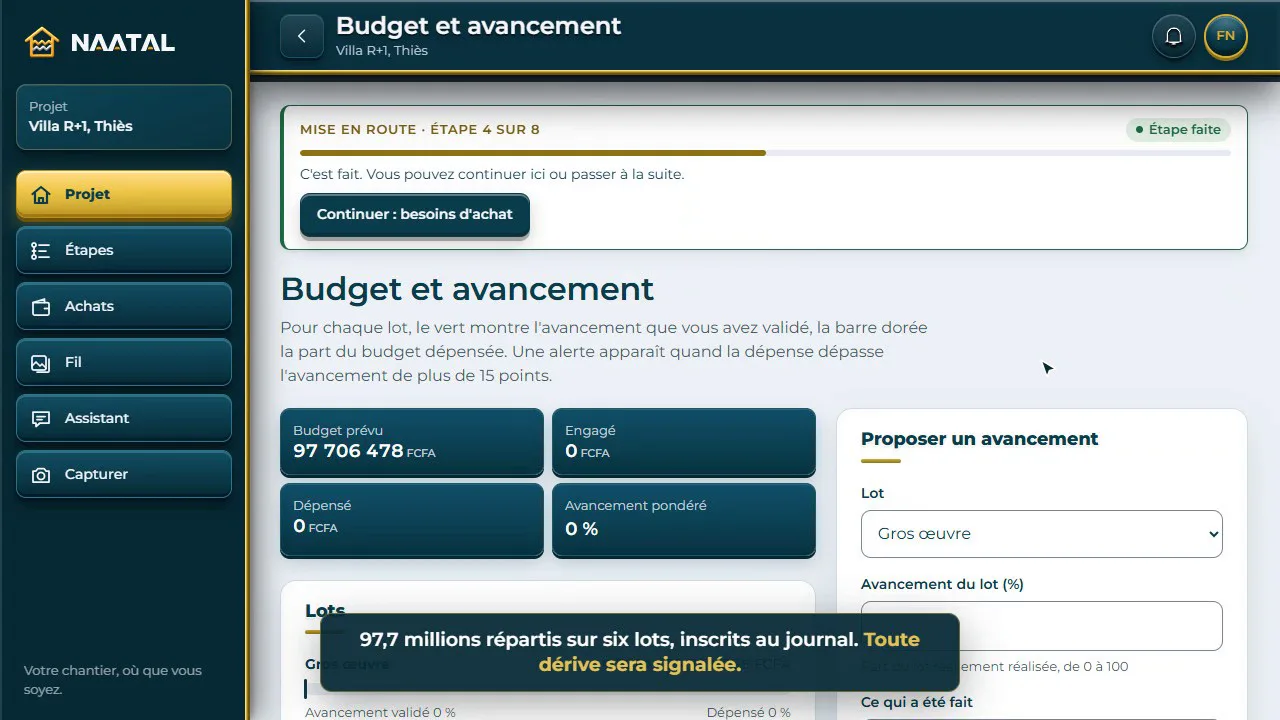 NAATAL
Projet
Villa R+1, Thiès
Projet
Étapes
Achats
Fil
Assistant
Capturer
Votre chantier, où que vous
soyez.
Budget et avancement
Villa R+1, Thiès
FN
MISE EN ROUTE · ÉTAPE 4 SUR 8
Étape faite
C'est fait. Vous pouvez continuer ici ou passer à la suite.
Continuer : besoins d'achat
Budget et avancement
Pour chaque lot, le vert montre l'avancement que vous avez validé, la barre dorée
la part du budget dépensée. Une alerte apparaît quand la dépense dépasse
l'avancement de plus de 15 points.
Budget prévu
97 706 478 FCFA
Engagé
0 FCFA
Dépensé
0 FCFA
Avancement pondéré
0 %
Lots
Gros œuvre
Avancement validé 0 %
Dépensé 0 %
Proposer un avancement
Lot
Gros œuvre
Avancement du lot (%)
réalisée, de 0 à 100
Ce qui a été fait
97,7 millions répartis sur six lots, inscrits au journal. Toute
dérive sera signalée.